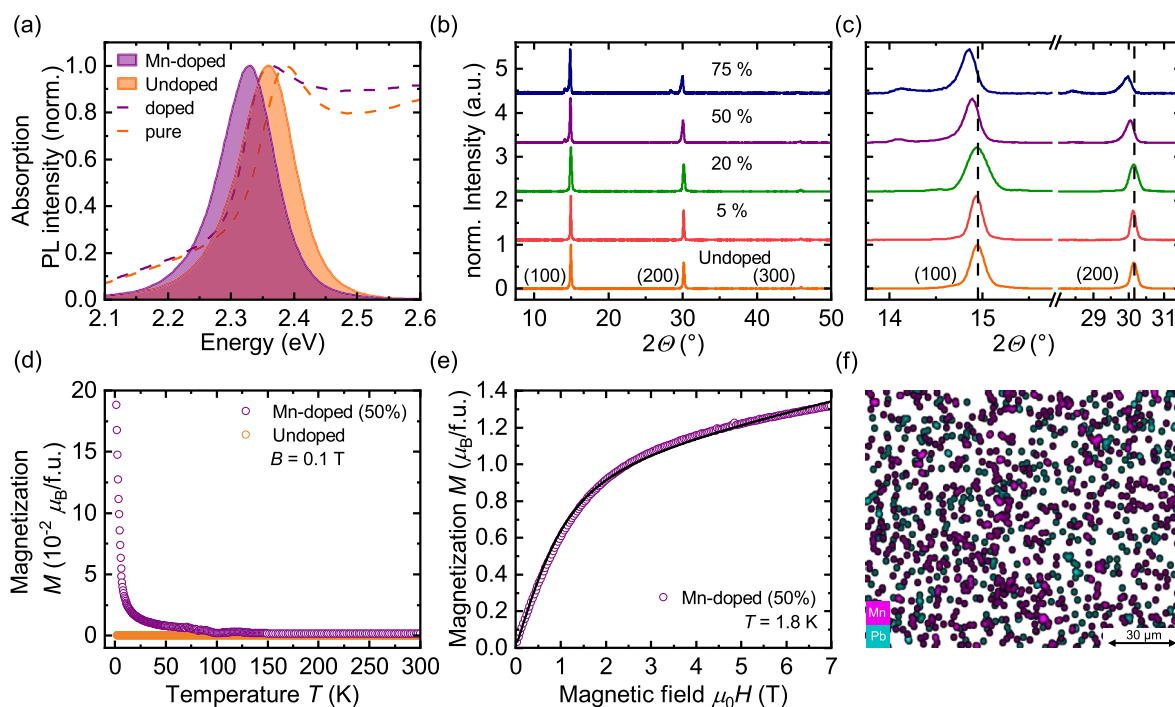 (a)
Absorption
PL intensity (norm.)
1.0
0.8
0.6
0.4
0.2
0.0
Mn-doped
Undoped
doped
pure
2.1 2.2 2.3 2.4 2.5 2.6
Energy (eV)
(b)
norm. Intensity (a.u.)
5
4
3
2
1
0
75 %
50 %
20 %
5 %
Undoped
(100) (200) (300)
10 20 30 40 50
2Θ (°)
(c)
(100) (200)
14 15 29 30 31
2Θ (°)
(d)
Magnetization
M (10⁻² μB/f.u.)
20
15
10
5
0
Mn-doped (50%)
Undoped
B = 0.1 T
0 50 100 150 200 250 300
Temperature T (K)
(e)
Magnetization M (μB/f.u.)
1.4
1.2
1.0
0.8
0.6
0.4
0.2
0.0
Mn-doped (50%)
T = 1.8 K
0 1 2 3 4 5 6 7
Magnetic field μ₀H (T)
(f)
Mn
Pb
30 μm